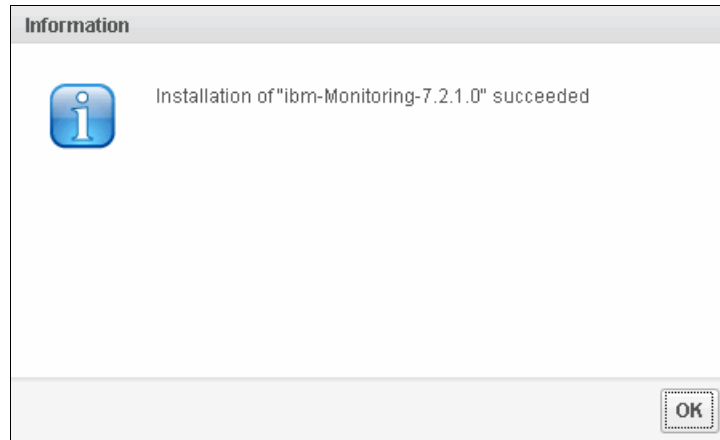 Information
Installation of "ibm-Monitoring-7.2.1.0" succeeded
OK